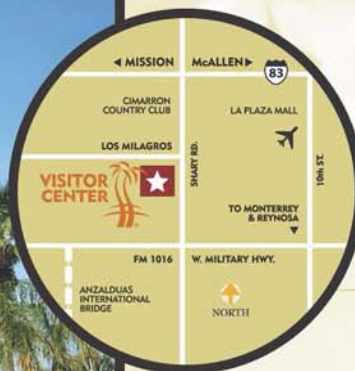 ◀ MISSION McALLEN ▶
83
CIMARRON
COUNTRY CLUB
LA PLAZA MALL
LOS MILAGROS
SHARY RD.
10th ST.
VISITOR
CENTER
®
TO MONTERREY
& REYNOSA
▼
FM 1016 W. MILITARY HWY.
ANZALDUAS
INTERNATIONAL
BRIDGE
NORTH